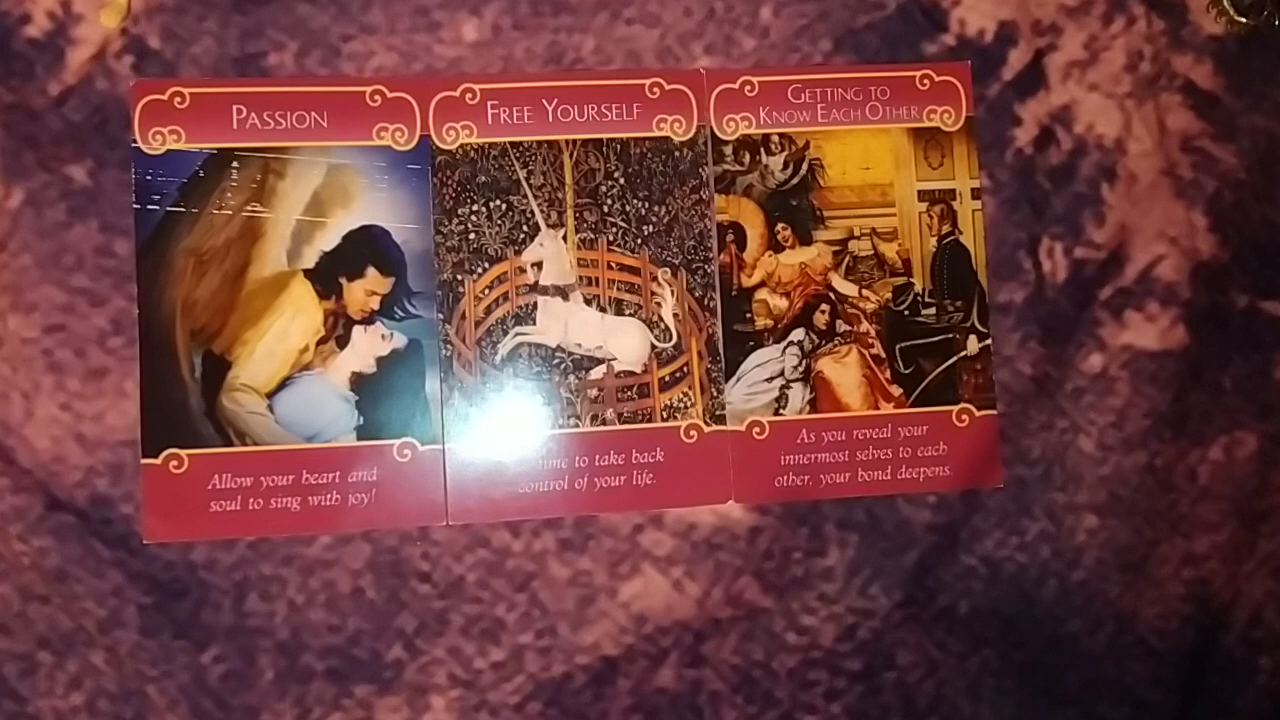 PASSION
Allow your heart and
soul to sing with joy!
FREE YOURSELF
time to take back
control of your life.
GETTING TO
KNOW EACH OTHER
As you reveal your
innermost selves to each
other, your bond deepens.